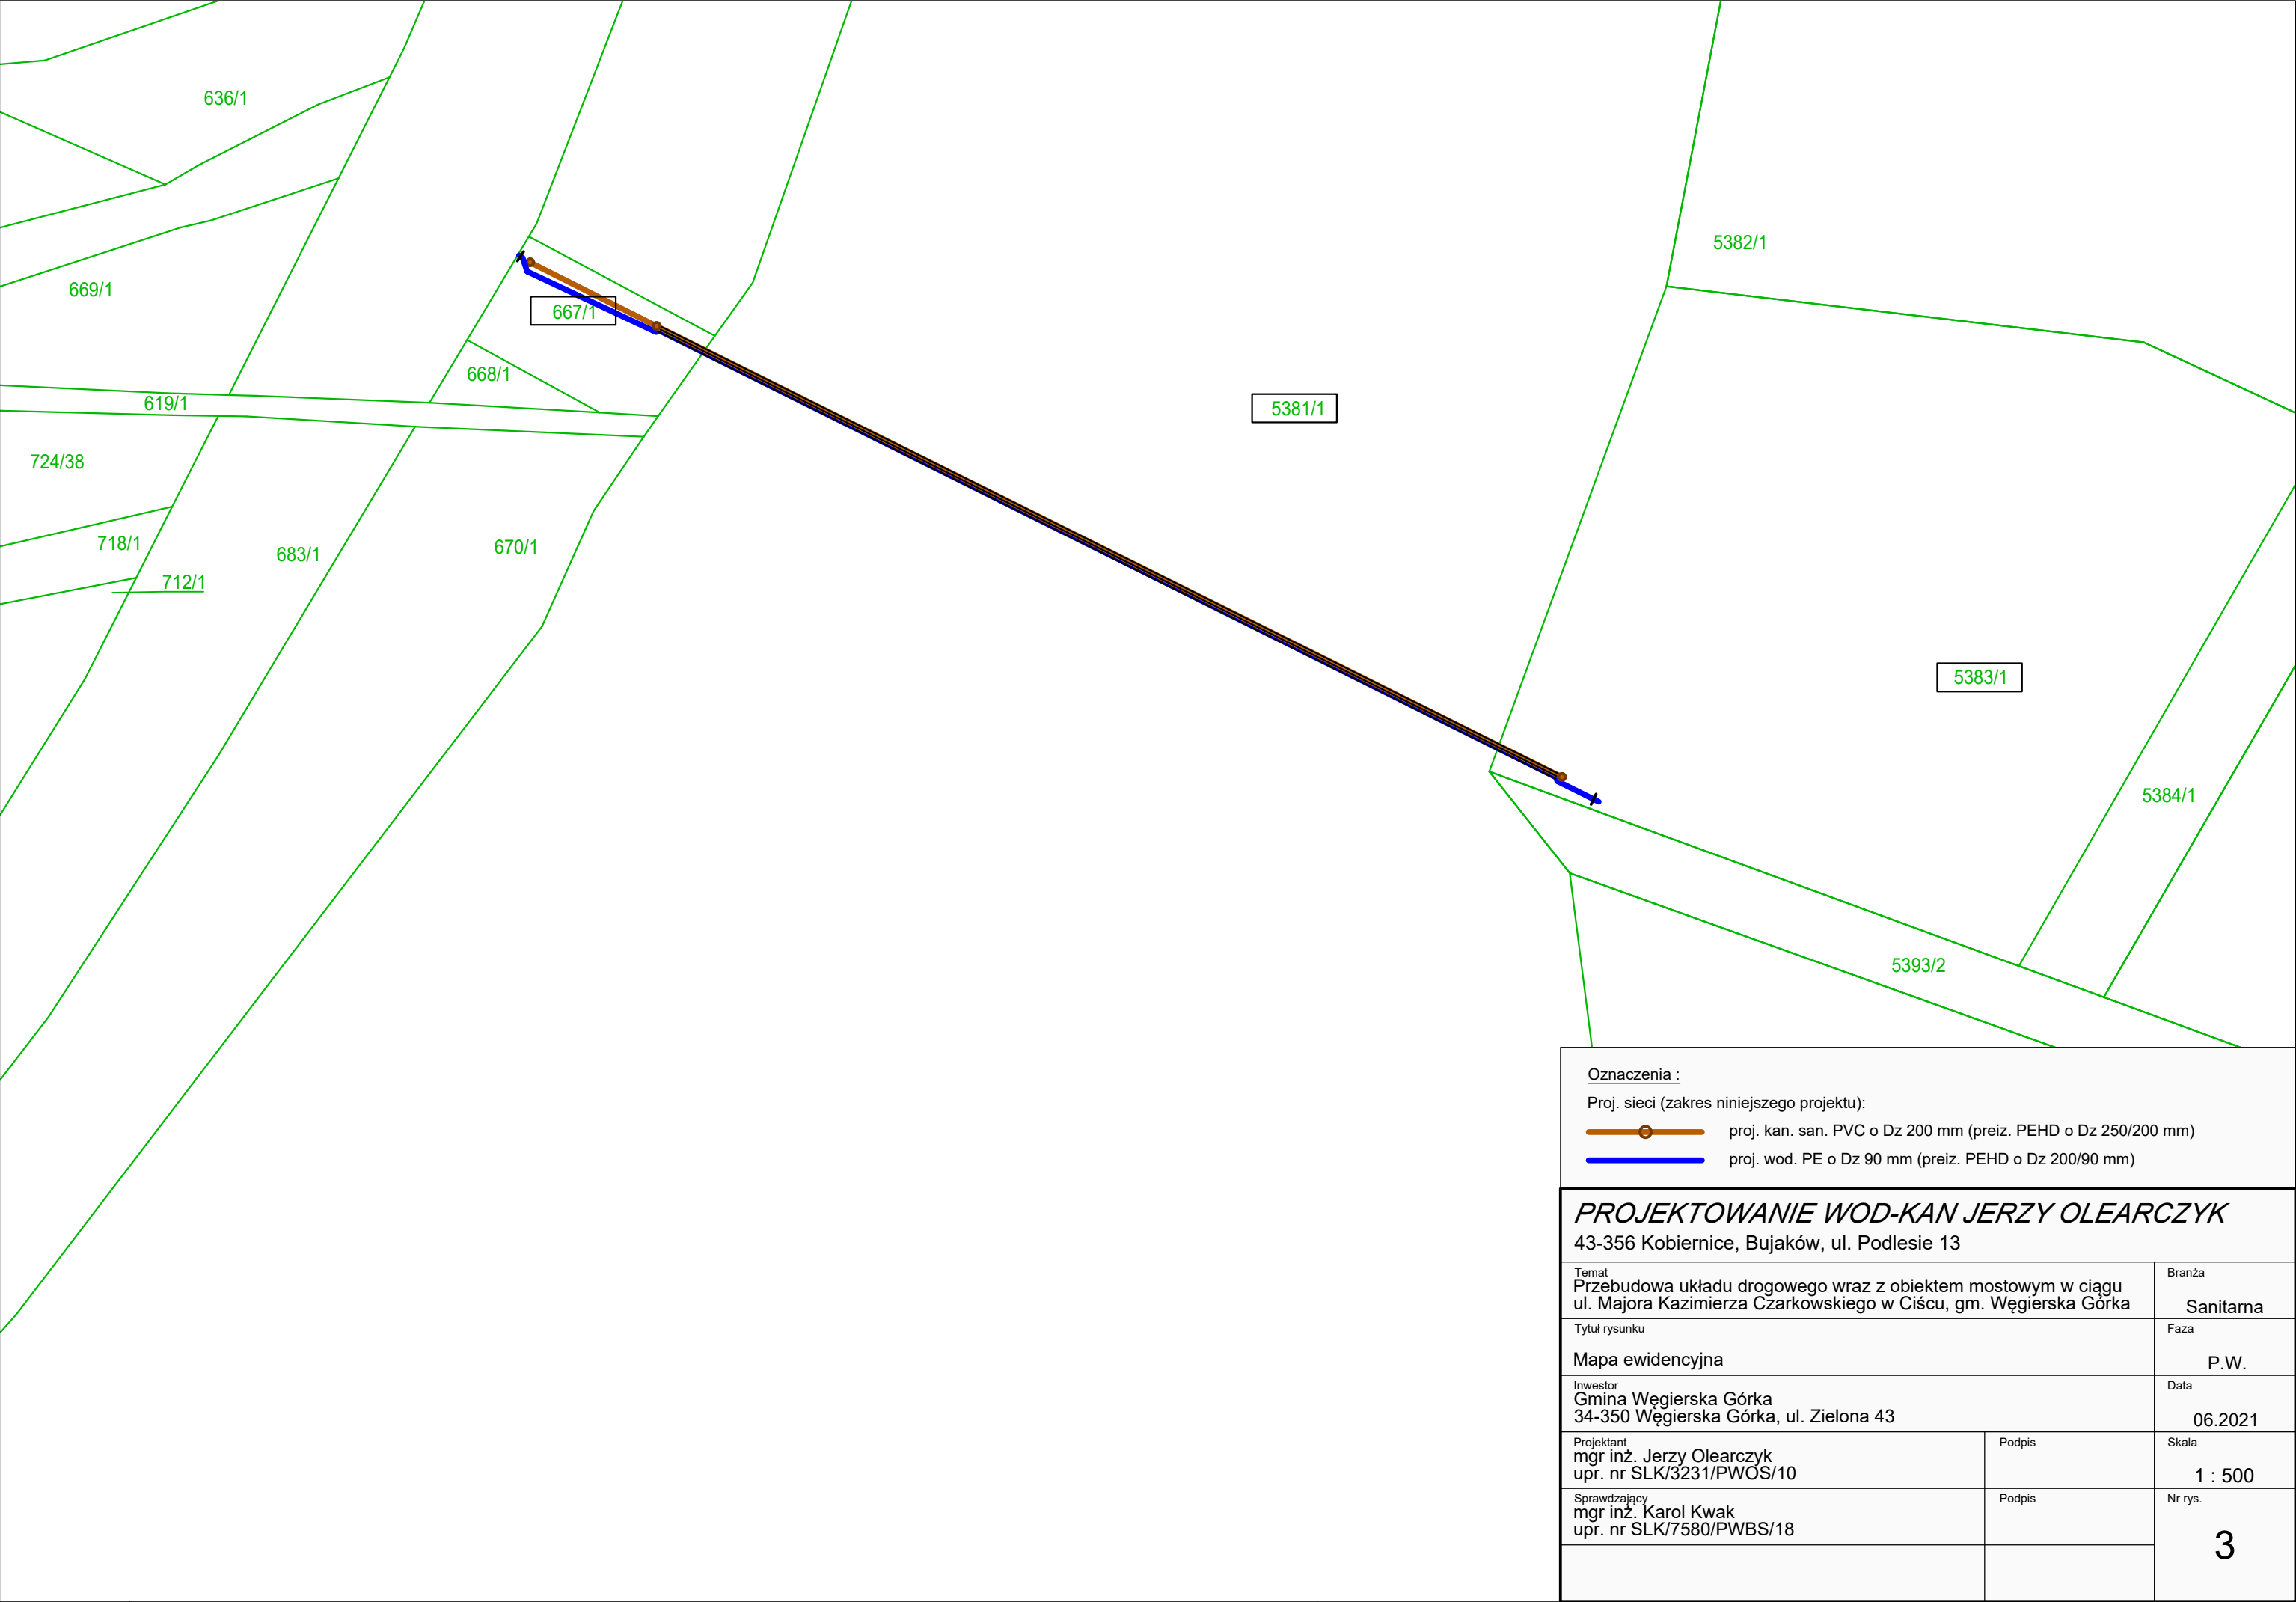 636/1
5382/1
669/1
667/1
668/1
619/1
5381/1
724/38
718/1
683/1
670/1
712/1
5383/1
5384/1
5393/2
Oznaczenia :
Proj. sieci (zakres niniejszego projektu):
proj. kan. san. PVC o Dz 200 mm (preiz. PEHD o Dz 250/200 mm)
proj. wod. PE o Dz 90 mm (preiz. PEHD o Dz 200/90 mm)
PROJEKTOWANIE WOD-KAN JERZY OLEARCZYK
43-356 Kobiernice, Bujaków, ul. Podlesie 13
Temat
Przebudowa układu drogowego wraz z obiektem mostowym w ciągu
ul. Majora Kazimierza Czarkowskiego w Ciścu, gm. Węgierska Górka
Branża
Sanitarna
Tytuł rysunku
Mapa ewidencyjna
Faza
P.W.
Inwestor
Gmina Węgierska Górka
34-350 Węgierska Górka, ul. Zielona 43
Data
06.2021
Projektant
mgr inż. Jerzy Olearczyk
upr. nr SLK/3231/PWOS/10
Podpis
Skala
1 : 500
Sprawdzający
mgr inż. Karol Kwak
upr. nr SLK/7580/PWBS/18
Podpis
Nr rys.
3